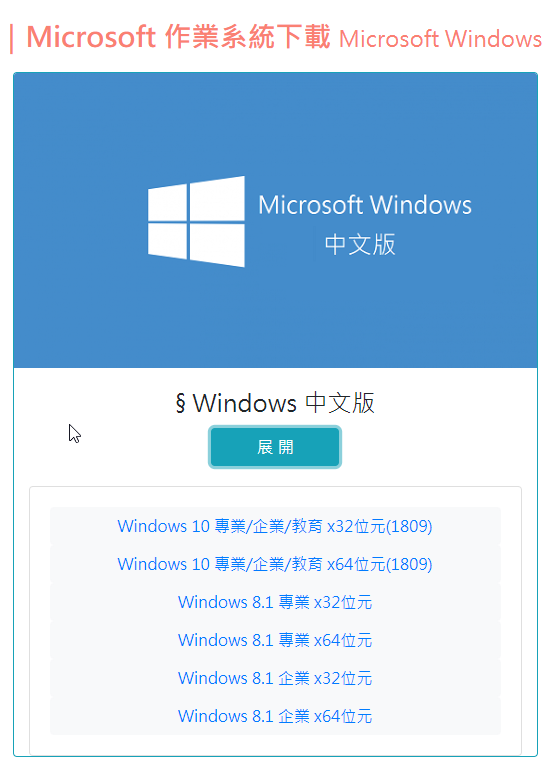 | Microsoft 作業系統下載 Microsoft Windows
Microsoft Windows
中文版
§ Windows 中文版
展 開
Windows 10 專業/企業/教育 x32位元(1809)
Windows 10 專業/企業/教育 x64位元(1809)
Windows 8.1 專業 x32位元
Windows 8.1 專業 x64位元
Windows 8.1 企業 x32位元
Windows 8.1 企業 x64位元